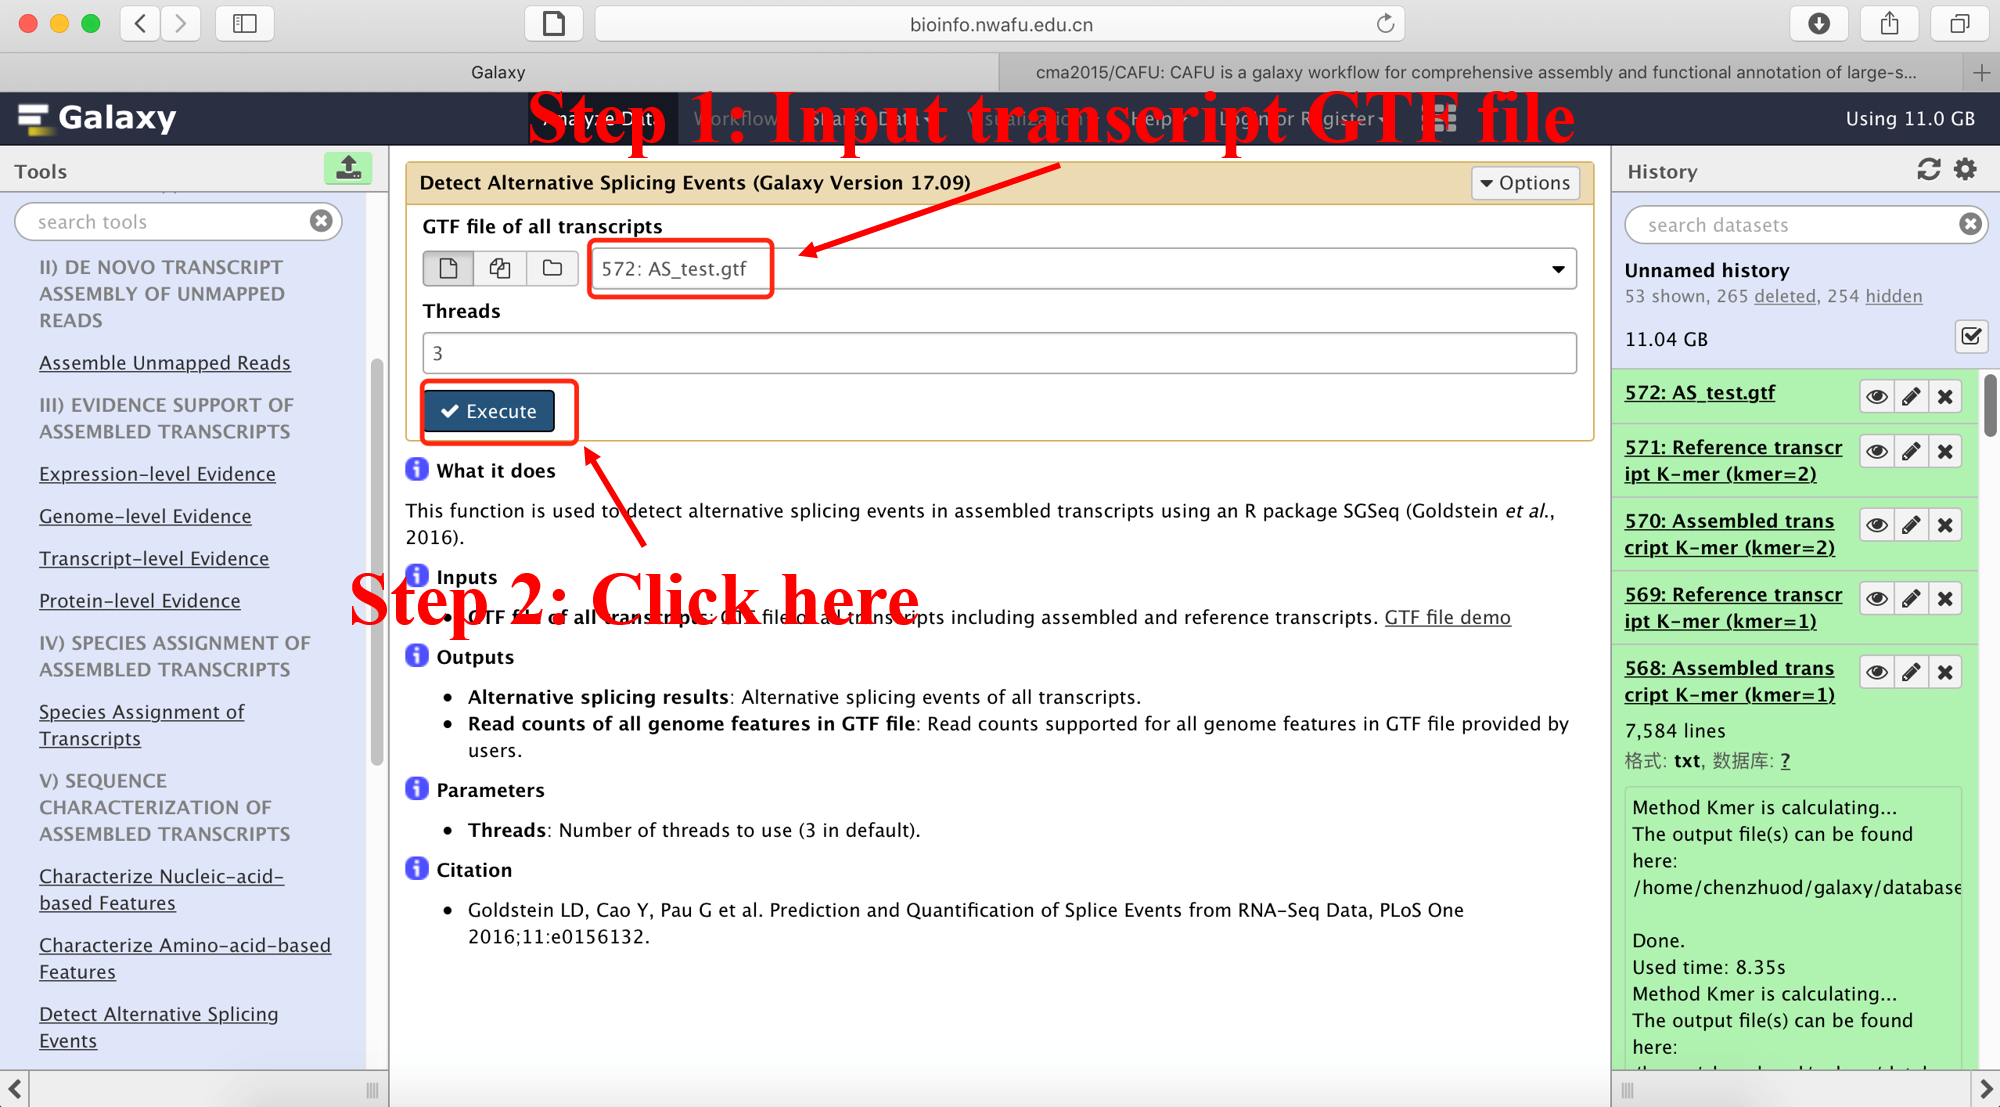 bioinfo.nwafu.edu.cn
Galaxy
cma2015/CAFU: CAFU is a galaxy workflow for comprehensive assembly and functional annotation of large-s...
Galaxy
Analyze Data
Workflow
Shared Data
Visualization
Help
Login or Register
Using 11.0 GB
Step 1: Input transcript GTF file
Tools
search tools
II) DE NOVO TRANSCRIPT
ASSEMBLY OF UNMAPPED
READS
Assemble Unmapped Reads
III) EVIDENCE SUPPORT OF
ASSEMBLED TRANSCRIPTS
Expression-level Evidence
Genome-level Evidence
Transcript-level Evidence
Protein-level Evidence
IV) SPECIES ASSIGNMENT OF
ASSEMBLED TRANSCRIPTS
Species Assignment of
Transcripts
V) SEQUENCE
CHARACTERIZATION OF
ASSEMBLED TRANSCRIPTS
Characterize Nucleic-acid-
based Features
Characterize Amino-acid-based
Features
Detect Alternative Splicing
Events
Detect Alternative Splicing Events (Galaxy Version 17.09)
Options
GTF file of all transcripts
572: AS_test.gtf
Threads
3
Execute
What it does
This function is used to detect alternative splicing events in assembled transcripts using an R package SGSeq (Goldstein et al.,
2016).
Inputs
Step 2: Click here
GTF file of all transcripts: GTF file of all transcripts including assembled and reference transcripts. GTF file demo
Outputs
Alternative splicing results: Alternative splicing events of all transcripts.
Read counts of all genome features in GTF file: Read counts supported for all genome features in GTF file provided by
users.
Parameters
Threads: Number of threads to use (3 in default).
Citation
Goldstein LD, Cao Y, Pau G et al. Prediction and Quantification of Splice Events from RNA-Seq Data, PLoS One
2016;11:e0156132.
History
search datasets
Unnamed history
53 shown, 265 deleted, 254 hidden
11.04 GB
572: AS_test.gtf
571: Reference transcr
ipt K-mer (kmer=2)
570: Assembled trans
cript K-mer (kmer=2)
569: Reference transcr
ipt K-mer (kmer=1)
568: Assembled trans
cript K-mer (kmer=1)
7,584 lines
格式: txt, 数据库: ?
Method Kmer is calculating...
The output file(s) can be found
here:
/home/chenzhuod/galaxy/database
Done.
Used time: 8.35s
Method Kmer is calculating...
The output file(s) can be found
here: